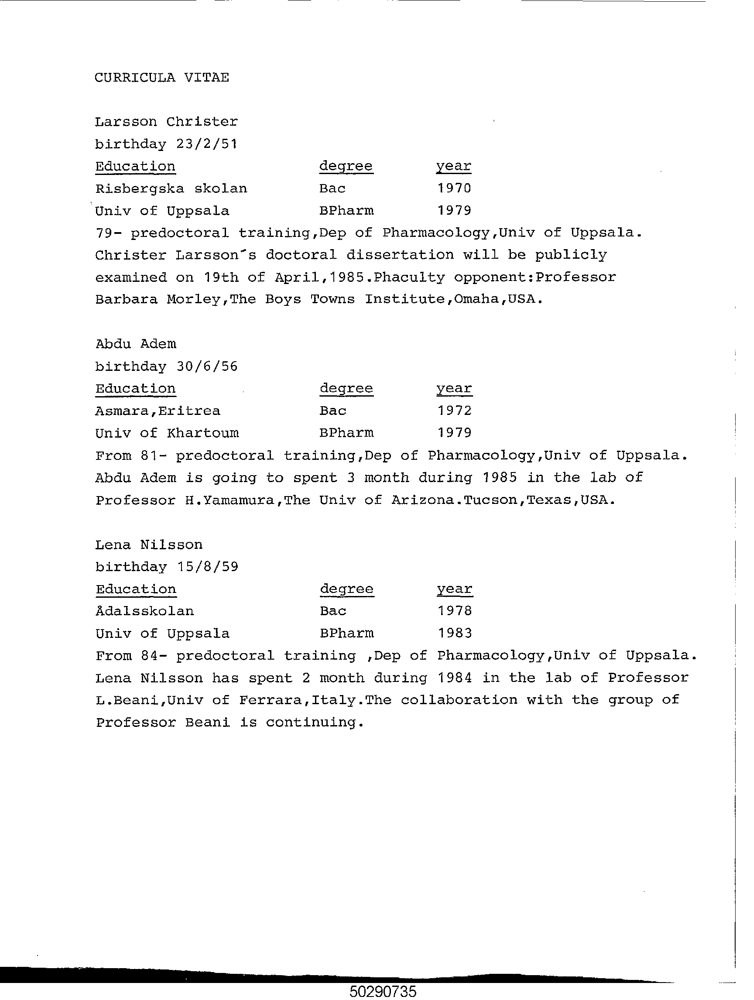 CURRICULA VITAE
Larsson Christer
birthday 23/2/51
Education degree year
Risbergska skolan Bac 1970
Univ of Uppsala BPharm 1979
79- predoctoral training,Dep of Pharmacology,Univ of Uppsala.
Christer Larsson´s doctoral dissertation will be publicly
examined on 19th of April,1985.Phaculty opponent:Professor
Barbara Morley,The Boys Towns Institute,Omaha,USA.
Abdu Adem
birthday 30/6/56
Education degree year
Asmara,Eritrea Bac 1972
Univ of Khartoum BPharm 1979
From 81- predoctoral training,Dep of Pharmacology,Univ of Uppsala.
Abdu Adem is going to spent 3 month during 1985 in the lab of
Professor H.Yamamura,The Univ of Arizona.Tucson,Texas,USA.
Lena Nilsson
birthday 15/8/59
Education degree year
Adalsskolan Bac 1978
Univ of Uppsala BPharm 1983
From 84- predoctoral training ,Dep of Pharmacology,Univ of Uppsala.
Lena Nilsson has spent 2 month during 1984 in the lab of Professor
L.Beani,Univ of Ferrara,Italy.The collaboration with the group of
Professor Beani is continuing.
50290735